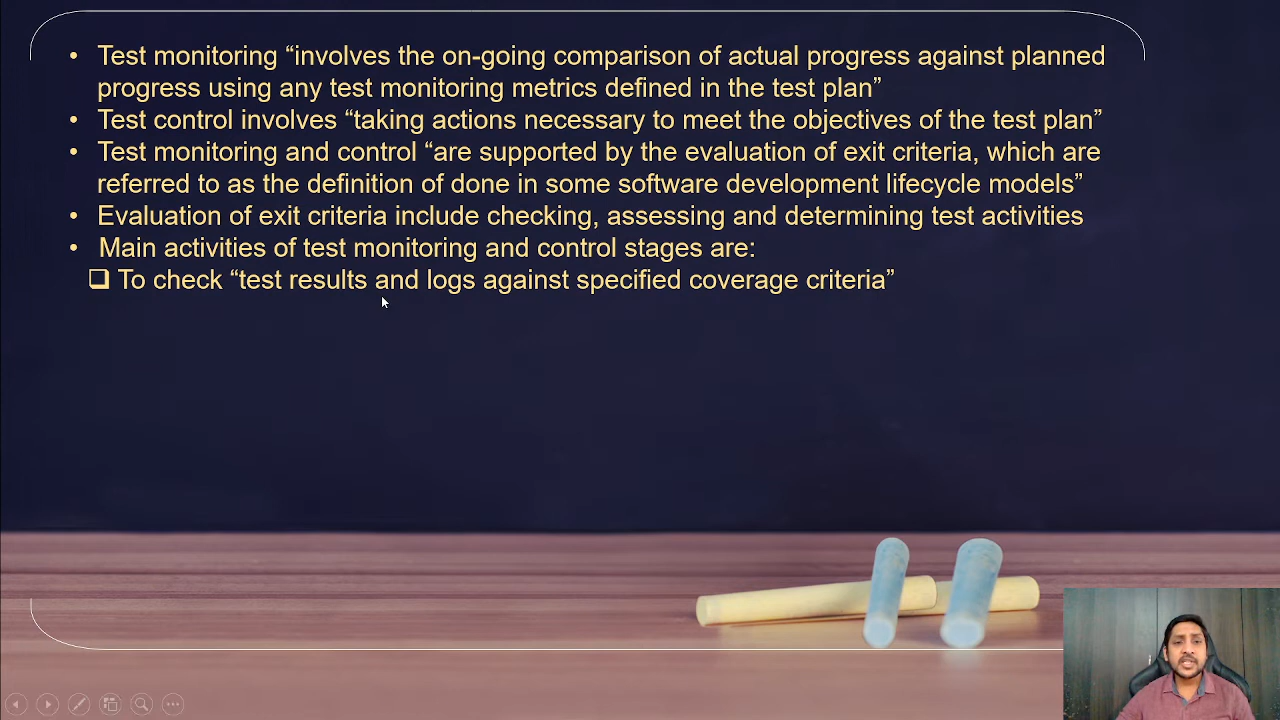 • Test monitoring “involves the on-going comparison of actual progress against planned
progress using any test monitoring metrics defined in the test plan”
• Test control involves “taking actions necessary to meet the objectives of the test plan”
• Test monitoring and control “are supported by the evaluation of exit criteria, which are
referred to as the definition of done in some software development lifecycle models”
• Evaluation of exit criteria include checking, assessing and determining test activities
• Main activities of test monitoring and control stages are:
❑ To check “test results and logs against specified coverage criteria”